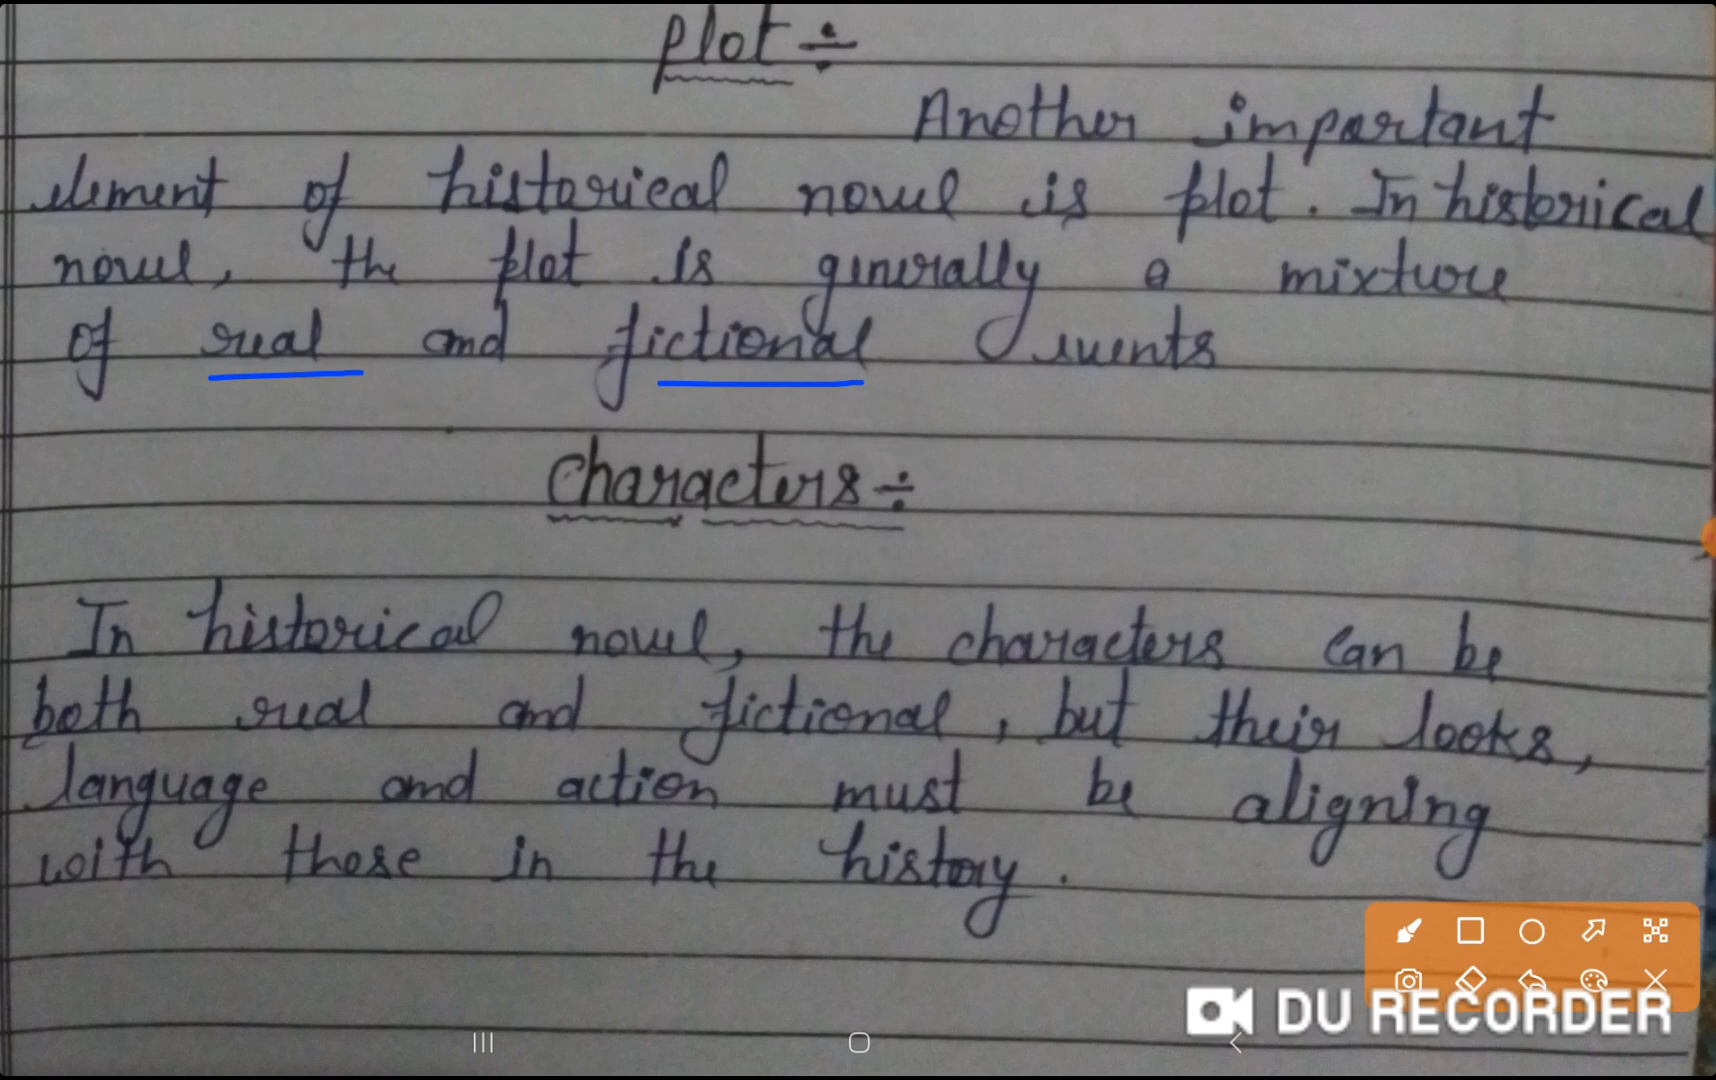 Plot ÷
Another important
element of historical novel is plot. In historical
novel, the plot is generally a mixture
of real and fictional events
Characters ÷
In historical novel, the characters can be
both real and fictional, but their looks,
language and action must be aligning
with those in the history.
DU RECORDER